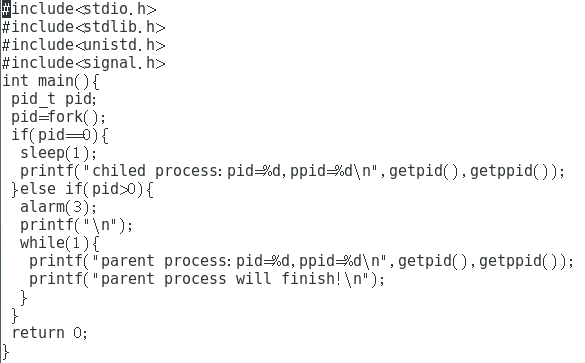 #include<stdio.h>
#include<stdlib.h>
#include<unistd.h>
#include<signal.h>
int main(){
 pid_t pid;
 pid=fork();
 if(pid==0){
  sleep(1);
  printf("chiled process:pid=%d,ppid=%d\n",getpid(),getppid());
 }else if(pid>0){
  alarm(3);
  printf("\n");
  while(1){
   printf("parent process:pid=%d,ppid=%d\n",getpid(),getppid());
   printf("parent process will finish!\n");
  }
 }
 return 0;
}